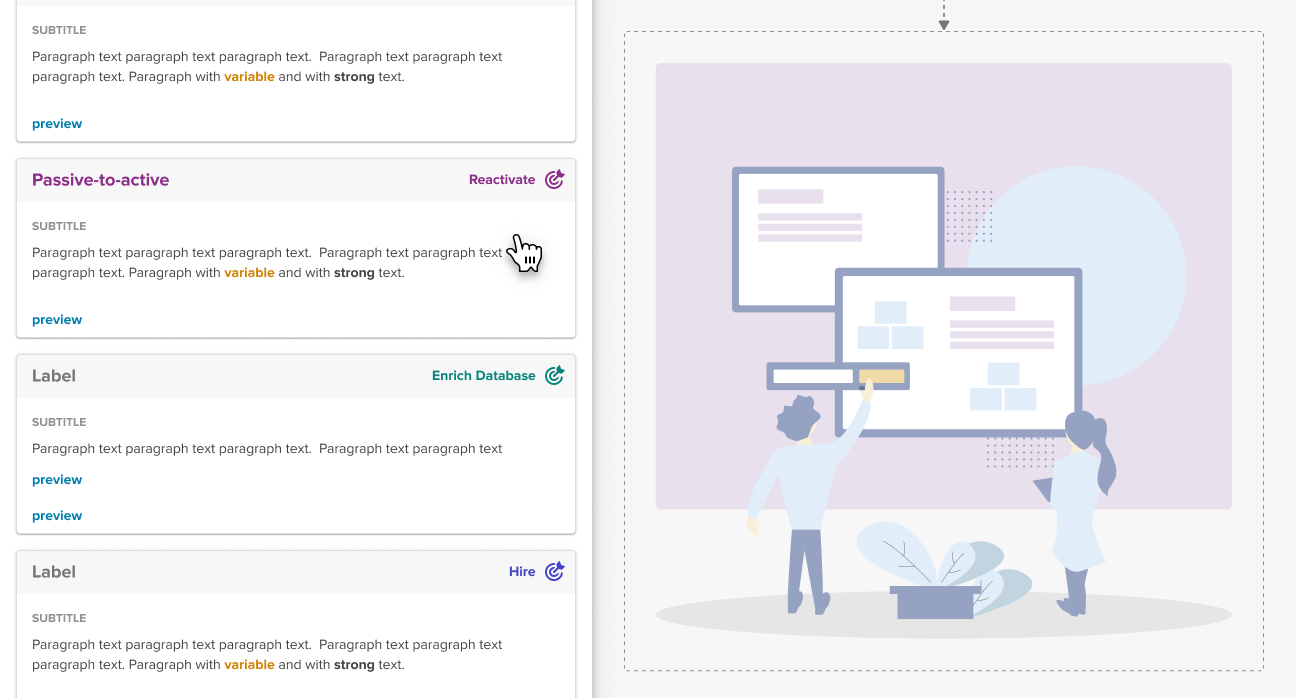 SUBTITLE
Paragraph text paragraph text paragraph text.  Paragraph text paragraph text
paragraph text. Paragraph with variable and with strong text.
preview
Passive-to-active
Reactivate
SUBTITLE
Paragraph text paragraph text paragraph text.  Paragraph text paragraph text
paragraph text. Paragraph with variable and with strong text.
preview
Label
Enrich Database
SUBTITLE
Paragraph text paragraph text paragraph text.  Paragraph text paragraph text
preview
preview
Label
Hire
SUBTITLE
Paragraph text paragraph text paragraph text.  Paragraph text paragraph text
paragraph text. Paragraph with variable and with strong text.